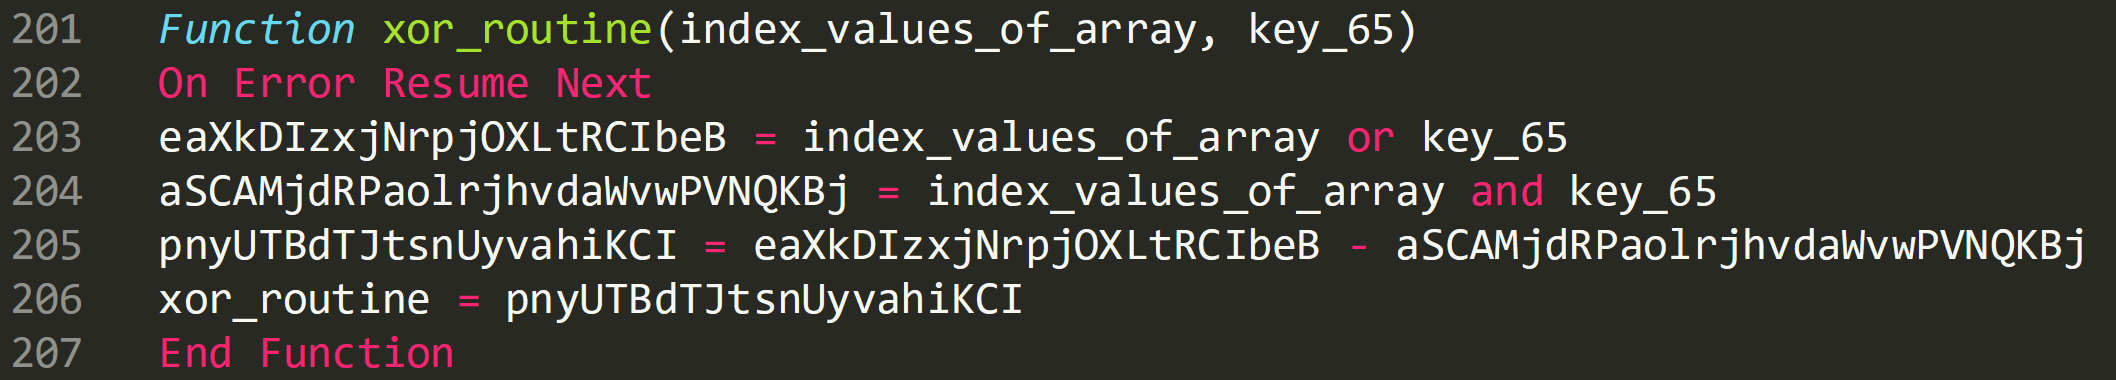 201 Function xor_routine(index_values_of_array, key_65)
202 On Error Resume Next
203 eaXkDIzxjNrpjOXLtRCIbeB = index_values_of_array or key_65
204 aSCAMjdRPaolrjhvdaWvwPVNQKBj = index_values_of_array and key_65
205 pnyUTBdTJtsnUyvahiKCI = eaXkDIzxjNrpjOXLtRCIbeB - aSCAMjdRPaolrjhvdaWvwPVNQKBj
206 xor_routine = pnyUTBdTJtsnUyvahiKCI
207 End Function